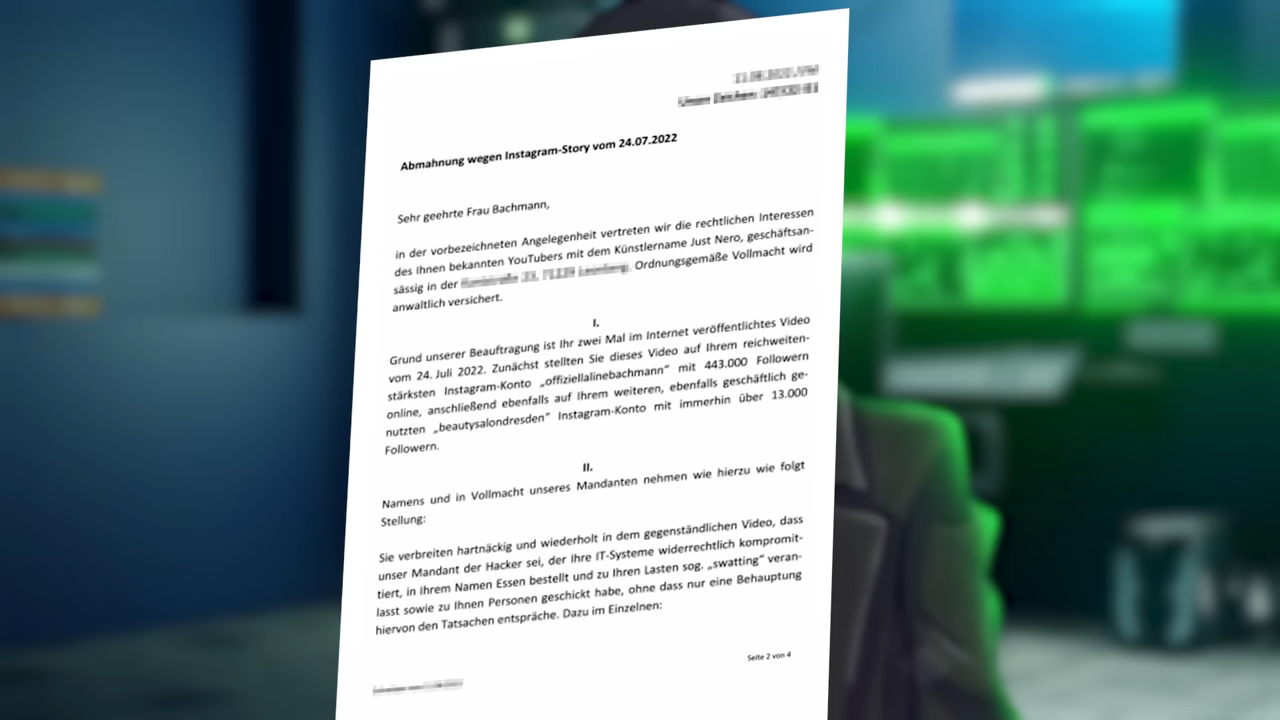 Abmahnung wegen Instagram-Story vom 24.07.2022
Sehr geehrte Frau Bachmann,
in der vorbezeichneten Angelegenheit vertreten wir die rechtlichen Interessen
des Ihnen bekannten YouTubers mit dem Künstlername Just Nero, geschäftsan-
sässig in der Ordnungsgemäße Vollmacht wird
anwaltlich versichert.
I.
Grund unserer Beauftragung ist Ihr zwei Mal im Internet veröffentlichtes Video
vom 24. Juli 2022. Zunächst stellten Sie dieses Video auf Ihrem reichweiten-
stärksten Instagram-Konto „offiziellalinebachmann“ mit 443.000 Followern
online, anschließend ebenfalls auf Ihrem weiteren, ebenfalls geschäftlich ge-
nutzten „beautysalondresden“ Instagram-Konto mit immerhin über 13.000
Followern.
II.
Namens und in Vollmacht unseres Mandanten nehmen wie hierzu wie folgt
Stellung:
Sie verbreiten hartnäckig und wiederholt in dem gegenständlichen Video, dass
unser Mandant der Hacker sei, der Ihre IT-Systeme widerrechtlich kompromit-
tiert, in Ihrem Namen Essen bestellt und zu Ihren Lasten sog. „swatting“ veran-
lasst sowie zu Ihnen Personen geschickt habe, ohne dass nur eine Behauptung
hiervon den Tatsachen entspräche. Dazu im Einzelnen:
Seite 2 von 4